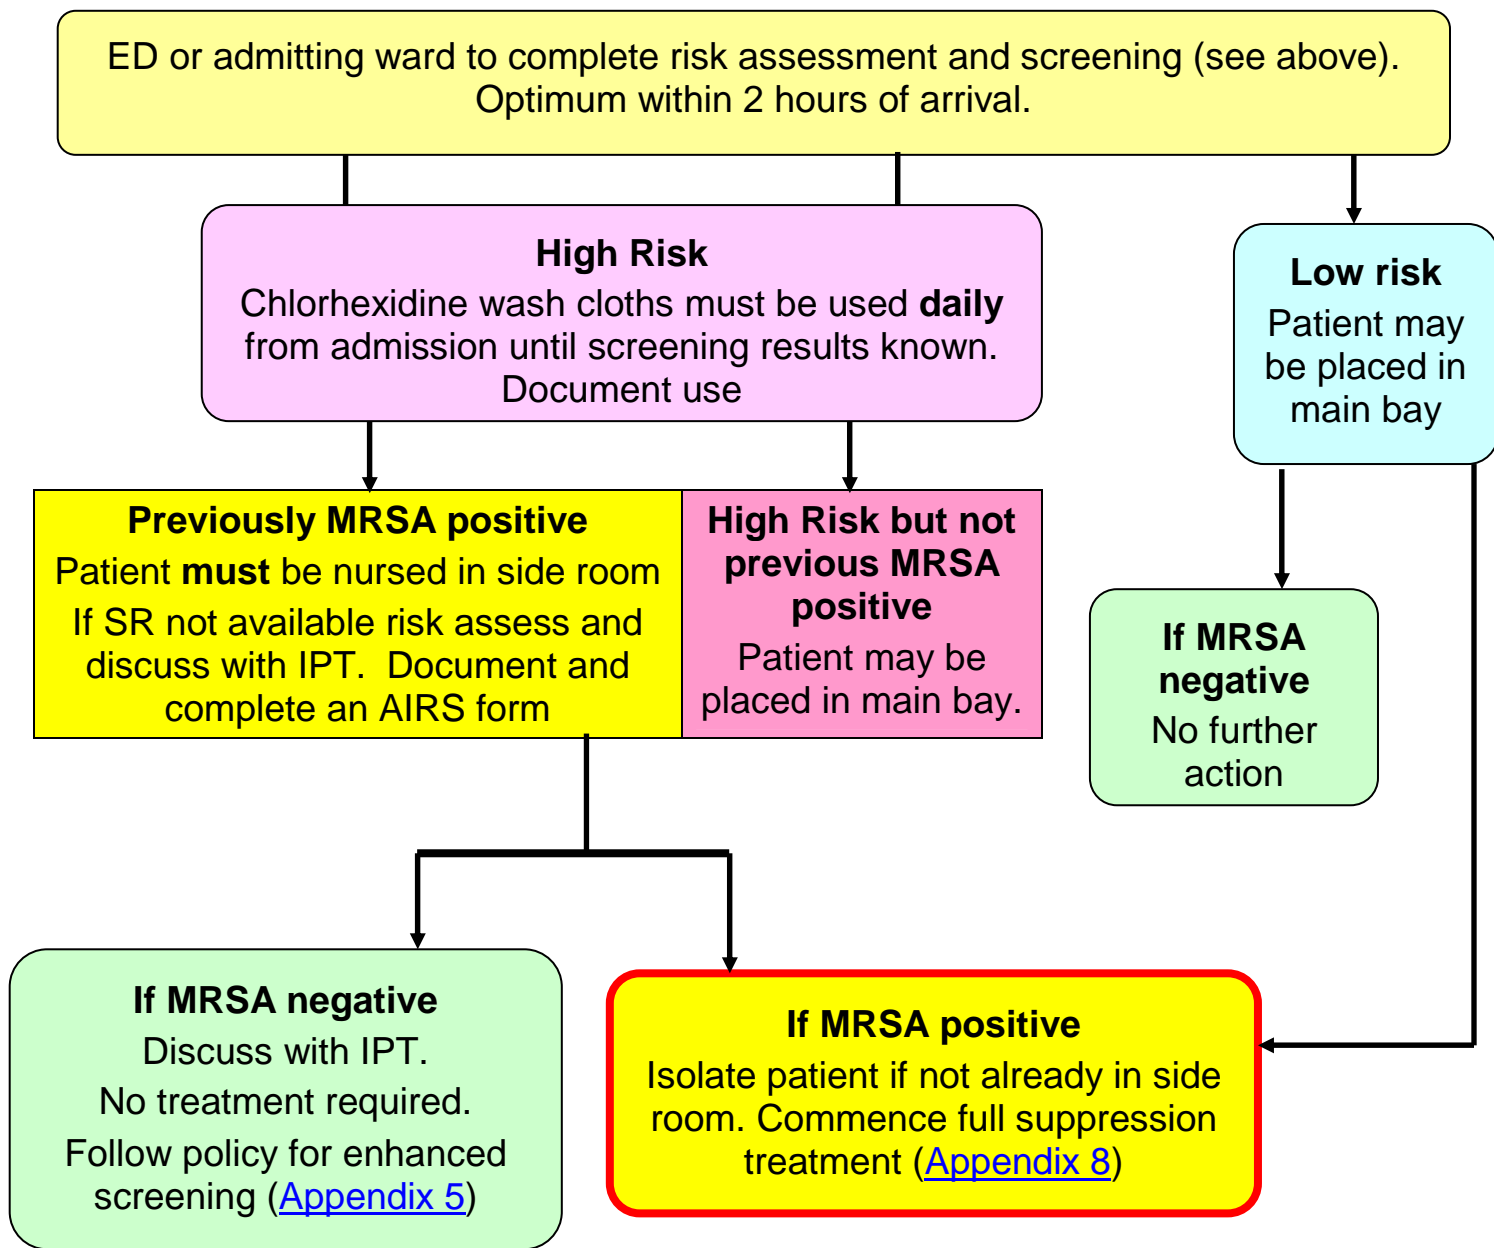 ED or admitting ward to complete risk assessment and screening (see above).
Optimum within 2 hours of arrival.
High Risk
Chlorhexidine wash cloths must be used daily
from admission until screening results known.
Document use
Low risk
Patient may
be placed in
main bay
Previously MRSA positive
Patient must be nursed in side room
If SR not available risk assess and
discuss with IPT.  Document and
complete an AIRS form
High Risk but not
previous MRSA
positive
Patient may be
placed in main bay.
If MRSA
negative
No further
action
If MRSA negative
Discuss with IPT.
No treatment required.
Follow policy for enhanced
screening (Appendix 5)
If MRSA positive
Isolate patient if not already in side
room. Commence full suppression
treatment (Appendix 8)